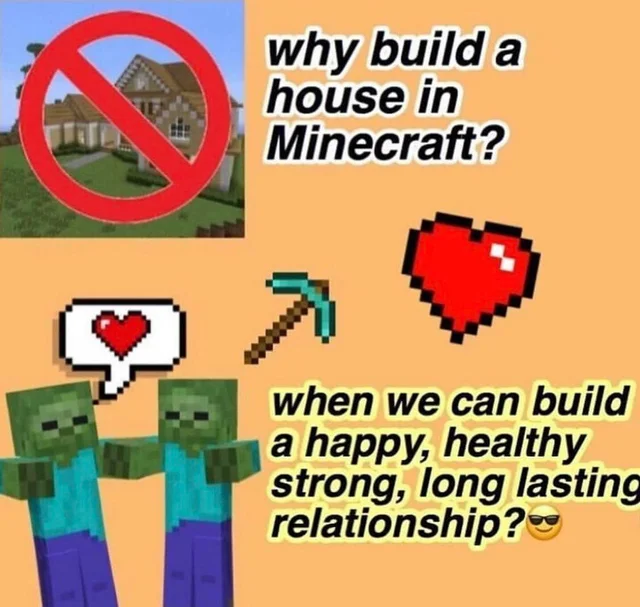 why build a
house in
Minecraft?
when we can build
a happy, healthy
strong, long lasting
relationship?😎